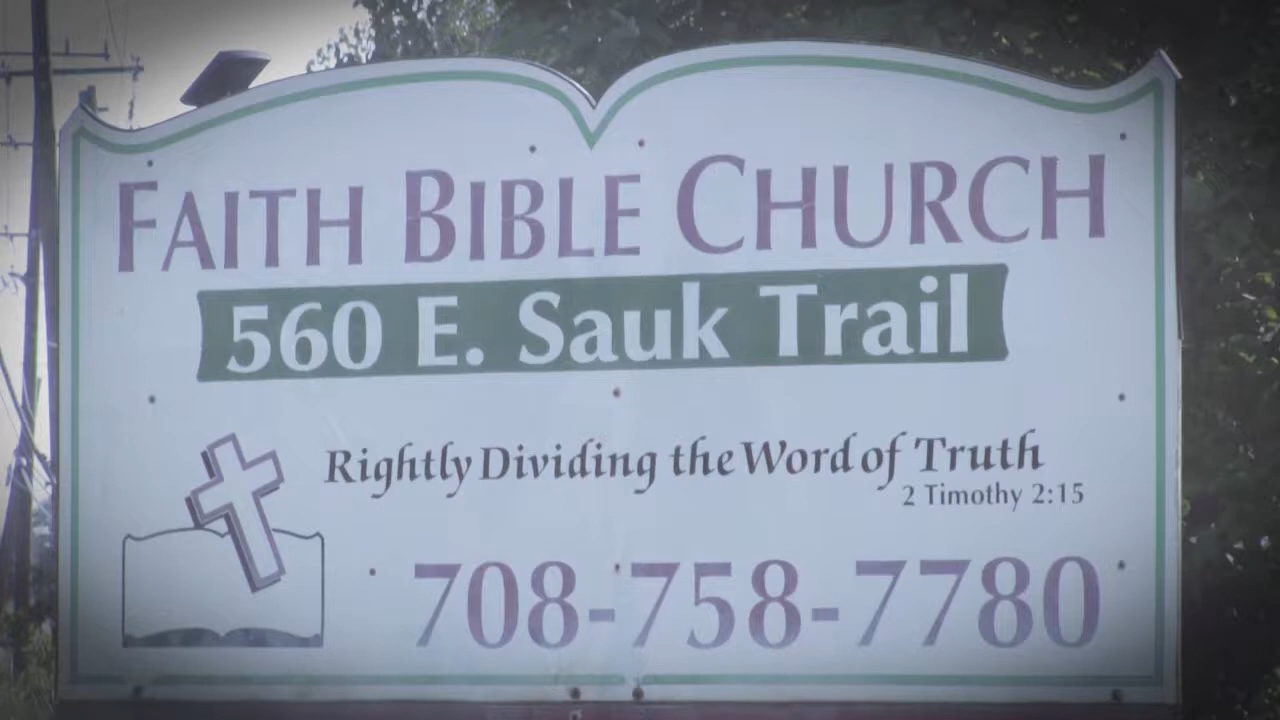 FAITH BIBLE CHURCH
560 E. Sauk Trail
Rightly Dividing the Word of Truth
2 Timothy 2:15
708-758-7780